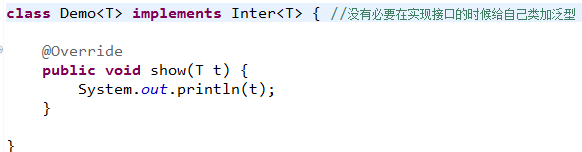 class Demo<T> implements Inter<T> { //没有必要在实现接口的时候给自己类加泛型
@Override
public void show(T t) {
System.out.println(t);
}
}